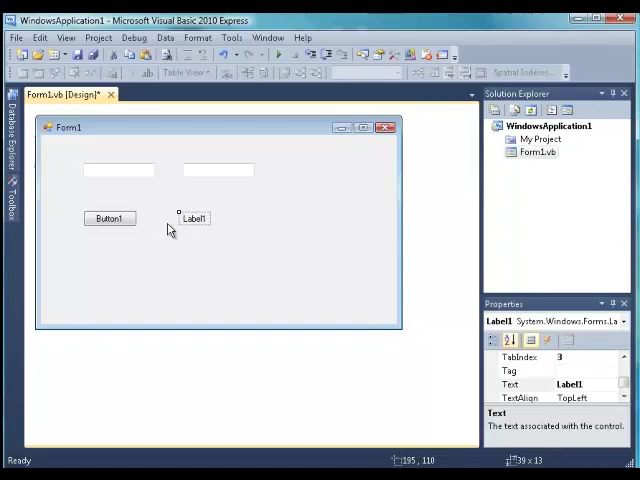 WindowsApplication1 - Microsoft Visual Basic 2010 Express
File Edit View Project Debug Data Format Tools Window Help
ab Table View Spatial Indexes...
Form1.vb [Design]*
Solution Explorer
Database Explorer
Toolbox
WindowsApplication1
My Project
Form1.vb
Form1
Button1
Label1
Properties
Label1 System.Windows.Forms.La
TabIndex 3
Tag
Text Label1
TextAlign TopLeft
Text
The text associated with the control.
Ready 195 , 110 39 x 13